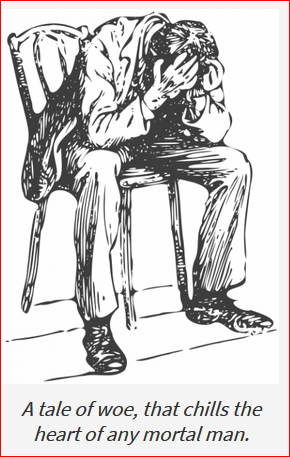 A tale of woe, that chills the
heart of any mortal man.